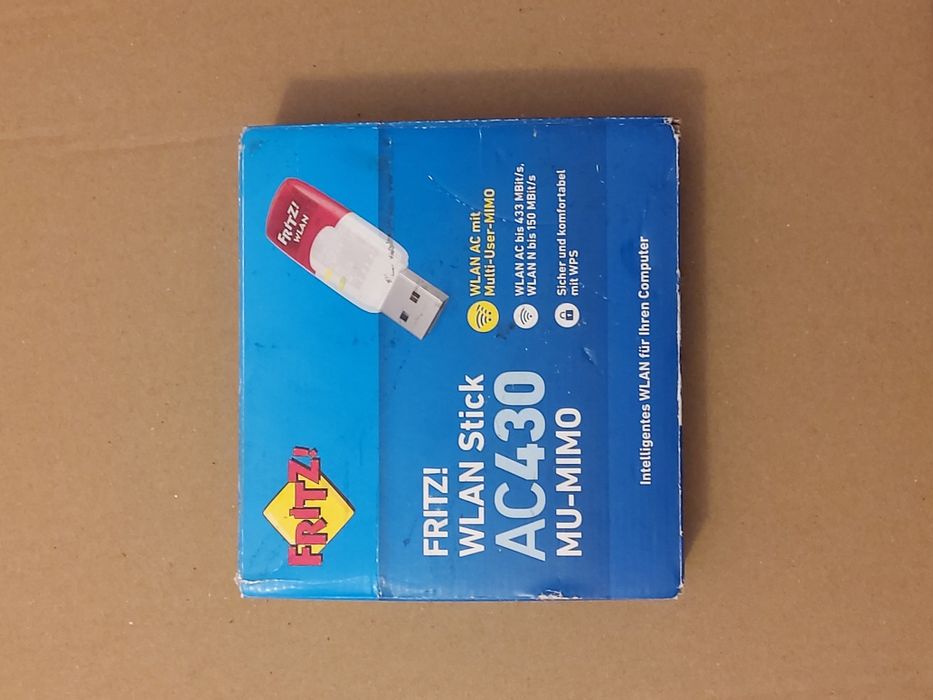 FRITZ!
FRITZ!
WLAN
FRITZ!
WLAN Stick
AC430
MU-MIMO
WLAN AC mit
Multi-User-MIMO
WLAN AC bis 433 MBit/s,
WLAN N bis 150 MBit/s
Sicher und komfortabel
mit WPS
Intelligentes WLAN für Ihren Computer